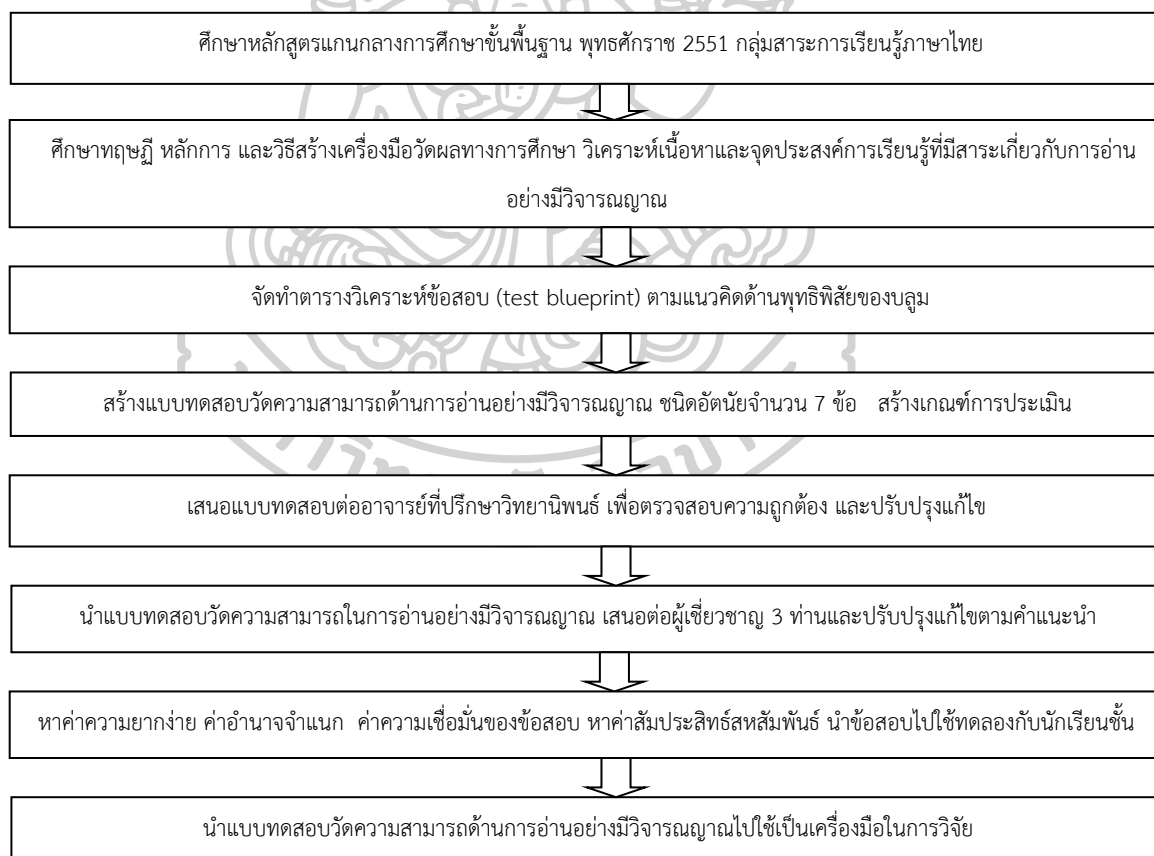 ศึกษาหลักสูตรแกนกลางการศึกษาขั้นพื้นฐาน พุทธศักราช 2551 กลุ่มสาระการเรียนรู้ภาษาไทย
ศึกษาทฤษฎี หลักการ และวิธีสร้างเครื่องมือวัดผลทางการศึกษา วิเคราะห์เนื้อหาและจุดประสงค์การเรียนรู้ที่มีสาระเกี่ยวกับการอ่าน
อย่างมีวิจารณญาณ
จัดทำตารางวิเคราะห์ข้อสอบ (test blueprint) ตามแนวคิดด้านพุทธิพิสัยของบลูม
สร้างแบบทดสอบวัดความสามารถด้านการอ่านอย่างมีวิจารณญาณ ชนิดอัตนัยจำนวน 7 ข้อ สร้างเกณฑ์การประเมิน
เสนอแบบทดสอบต่ออาจารย์ที่ปรึกษาวิทยานิพนธ์ เพื่อตรวจสอบความถูกต้อง และปรับปรุงแก้ไข
นำแบบทดสอบวัดความสามารถในการอ่านอย่างมีวิจารณญาณ เสนอต่อผู้เชี่ยวชาญ 3 ท่านและปรับปรุงแก้ไขตามคำแนะนำ
หาค่าความยากง่าย ค่าอำนาจจำแนก ค่าความเชื่อมั่นของข้อสอบ หาค่าสัมประสิทธ์สหสัมพันธ์ นำข้อสอบไปใช้ทดลองกับนักเรียนชั้น
นำแบบทดสอบวัดความสามารถด้านการอ่านอย่างมีวิจารณญาณไปใช้เป็นเครื่องมือในการวิจัย